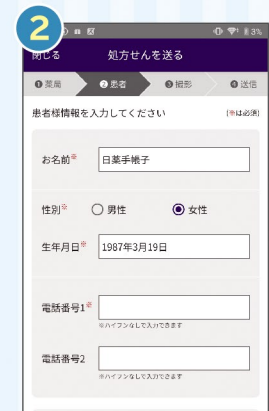 2
閉じる 処方せんを送る
❶薬局 ❷患者 ❸撮影 ❹送信
患者様情報を入力してください (※は必須)
お名前※ 日薬手帳子
性別※ 男性 女性
生年月日※ 1987年3月19日
電話番号1※
※ハイフンなしで入力できます
電話番号2
※ハイフンなしで入力できます